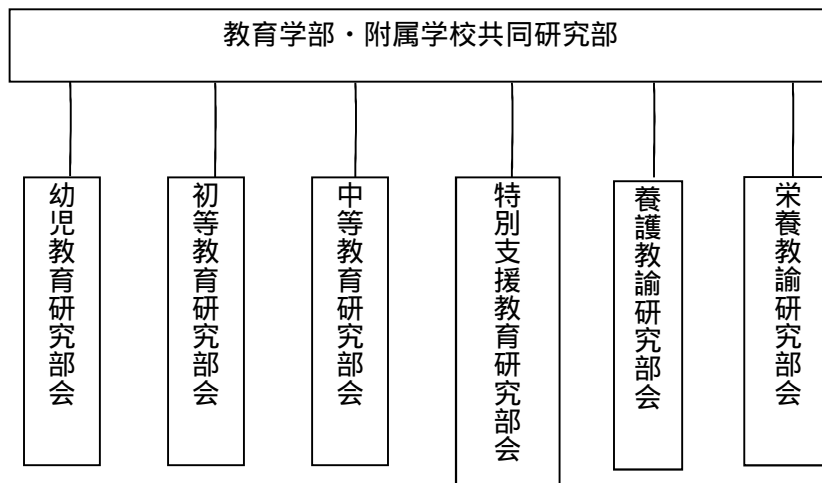 教育学部・附属学校共同研究部
幼児教育研究部会
初等教育研究部会
中等教育研究部会
特別支援教育研究部会
養護教諭研究部会
栄養教諭研究部会